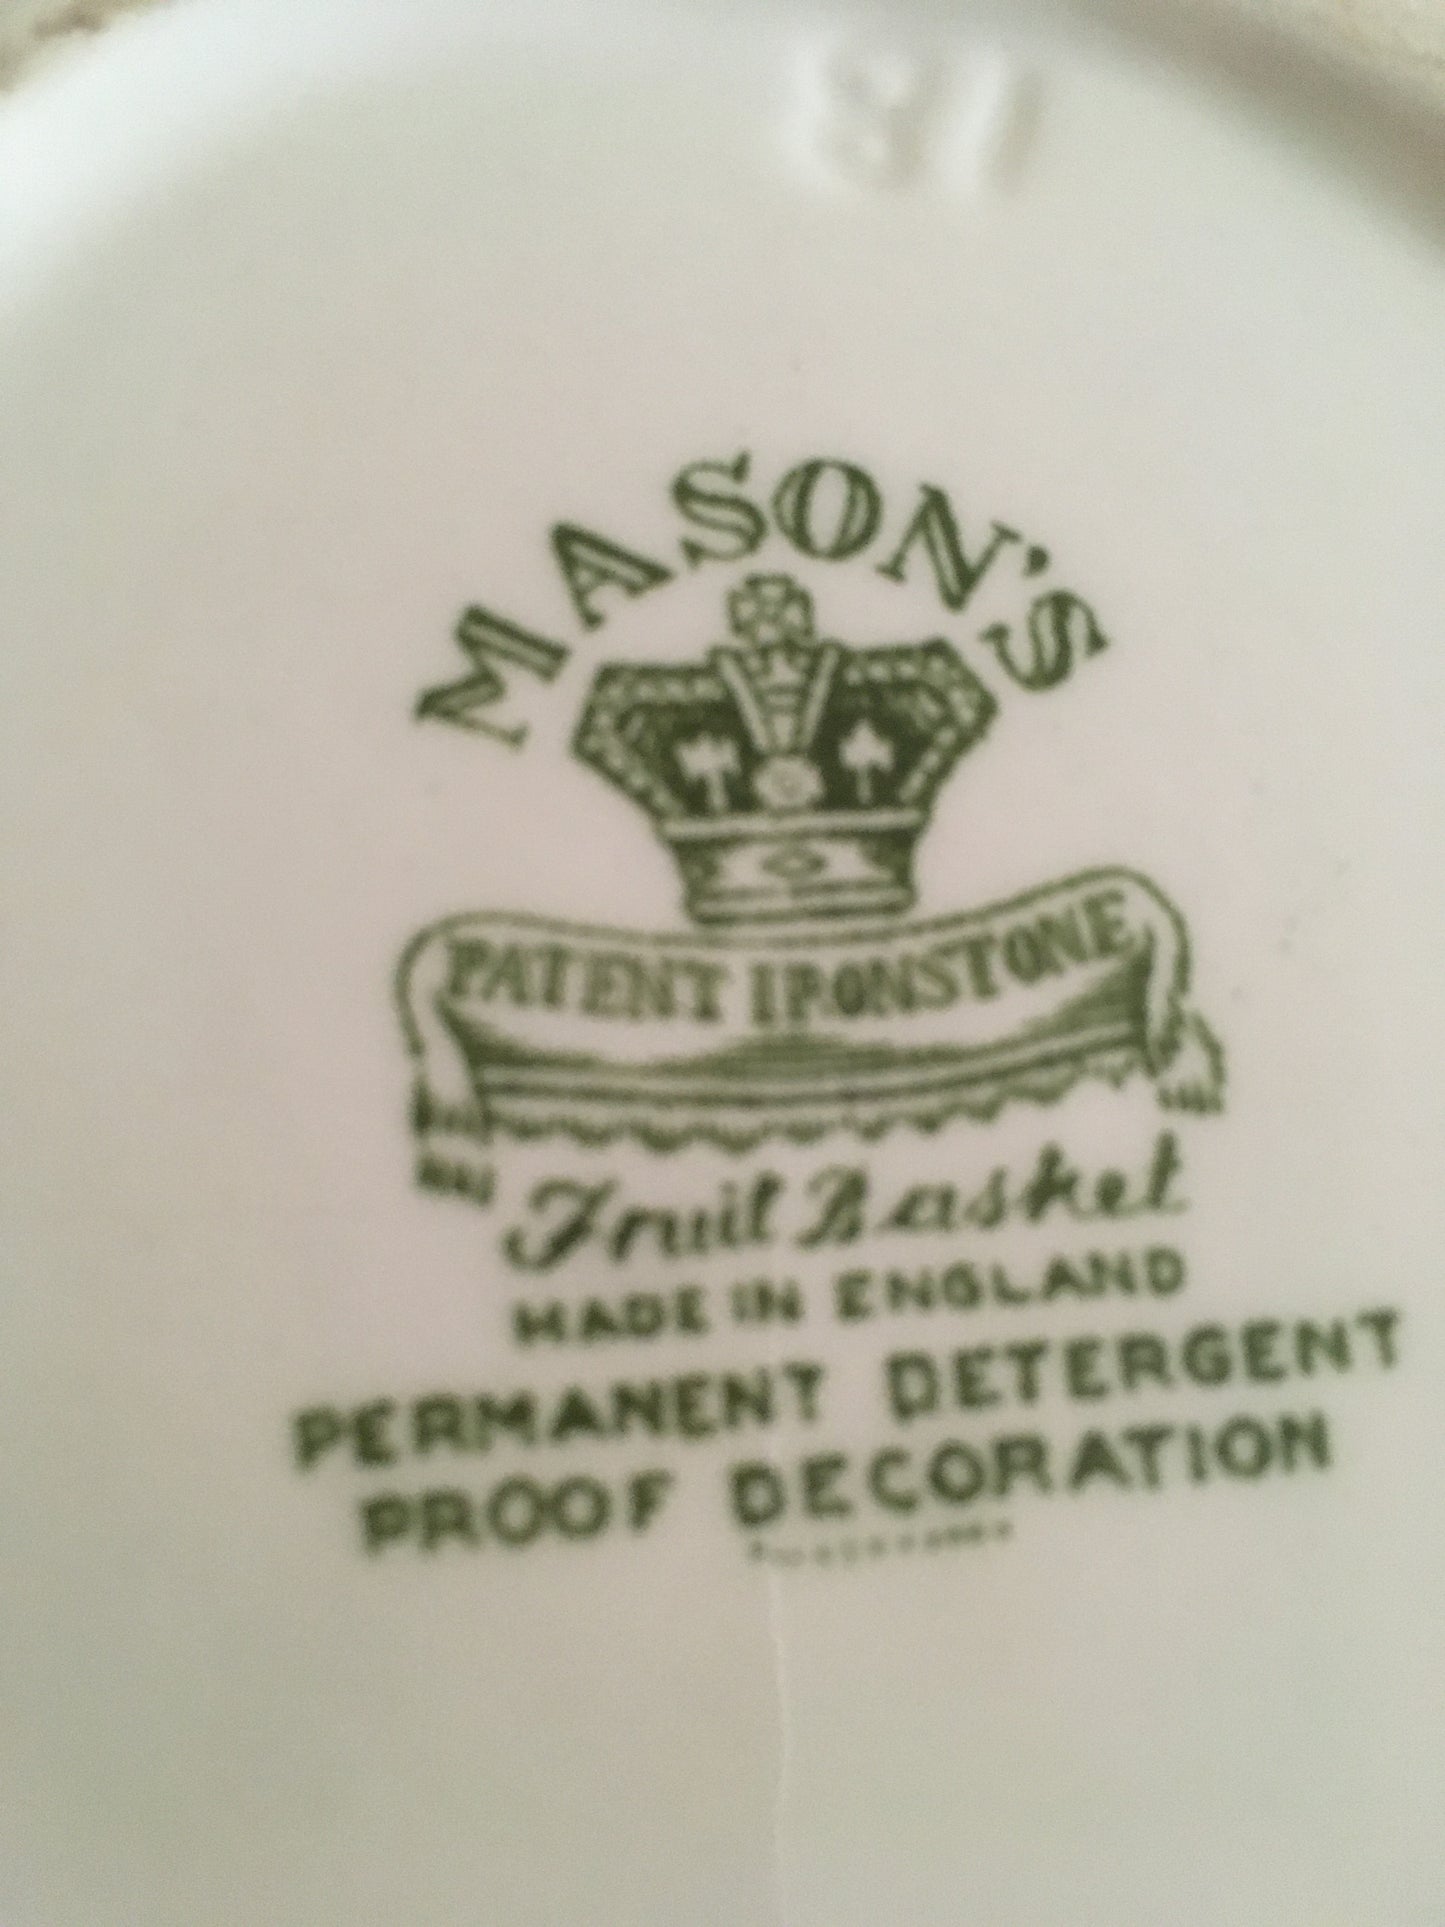 MASON'S
PATENT IRONSTONE
Fruit Basket
MADE IN ENGLAND
PERMANENT DETERGENT
PROOF DECORATION